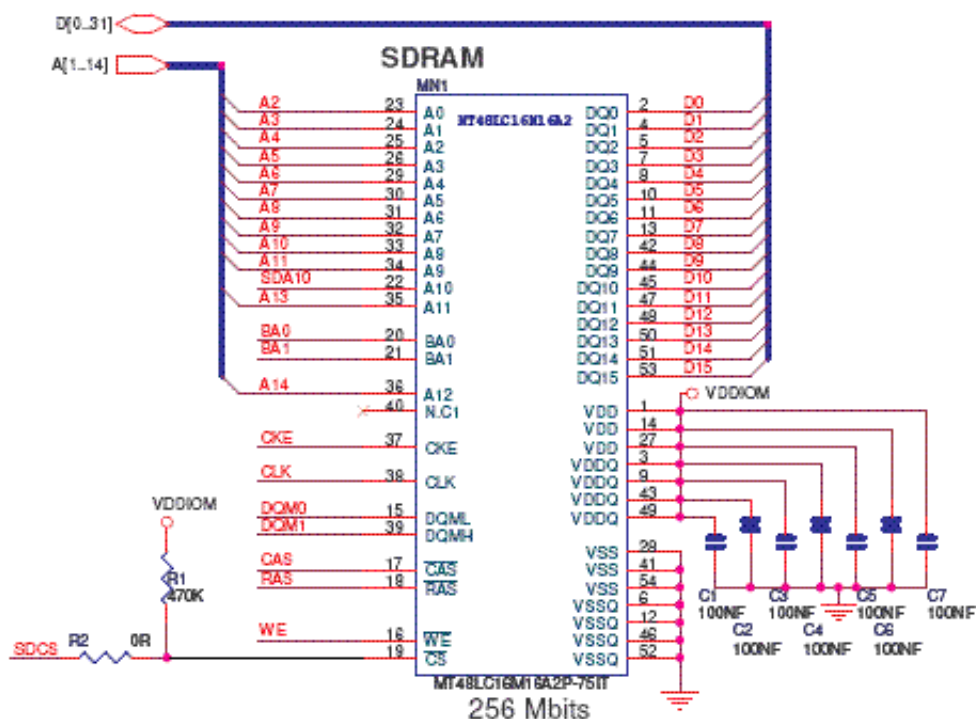 D[0..31]
A[1..14]
SDRAM
MN1
MT48LC16M16A2
A2 23 A0 DQ0 2 D0
A3 24 A1 DQ1 4 D1
A4 25 A2 DQ2 5 D2
A5 26 A3 DQ3 7 D3
A6 29 A4 DQ4 8 D4
A7 30 A5 DQ5 10 D5
A8 31 A6 DQ6 11 D6
A9 32 A7 DQ7 13 D7
A10 33 A8 DQ8 42 D8
A11 34 A9 DQ9 44 D9
SDA10 22 A10 DQ10 45 D10
A13 35 A11 DQ11 47 D11
DQ12 48 D12
BA0 20 BA0 DQ13 50 D13
BA1 21 BA1 DQ14 51 D14
DQ15 53 D15
A14 36 A12 VDDIOM
40 N.C1 VDD 1
VDD 14
CKE 37 CKE VDD 27
VDDQ 3
CLK 38 CLK VDDQ 9
VDDQ 43
DQM0 15 DQML VDDQ 49
DQM1 39 DQMH
VDDIOM
VSS 28
CAS 17 CAS VSS 41
RAS 18 RAS VSS 54
VSSQ 6
VSSQ 12
WE 16 WE VSSQ 46
19 CS VSSQ 52
R1
470K
SDCS R2 0R
C1 C3 C5 C7
100NF 100NF 100NF 100NF
C2 C4 C6
100NF 100NF 100NF
MT48LC16M16A2P-75IT
256 Mbits